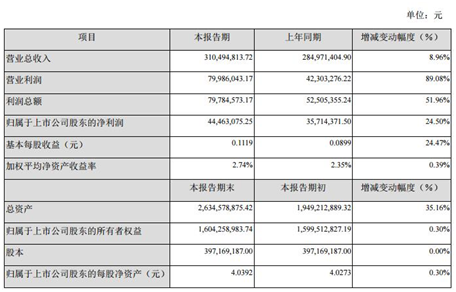 单位：元
项目 本报告期 上年同期 增减变动幅度（%）
营业总收入 310,494,813.72 284,971,404.90 8.96%
营业利润 79,986,043.17 42,303,276.22 89.08%
利润总额 79,784,573.17 52,505,355.24 51.96%
归属于上市公司股东的净利润 44,463,075.25 35,714,371.50 24.50%
基本每股收益（元） 0.1119 0.0899 24.47%
加权平均净资产收益率 2.74% 2.35% 0.39%
本报告期末 本报告期初 增减变动幅度（%）
总资产 2,634,578,875.42 1,949,212,889.32 35.16%
归属于上市公司股东的所有者权益 1,604,258,983.74 1,599,512,827.19 0.30%
股本 397,169,187.00 397,169,187.00 0.00%
归属于上市公司股东的每股净资产（元） 4.0392 4.0273 0.30%